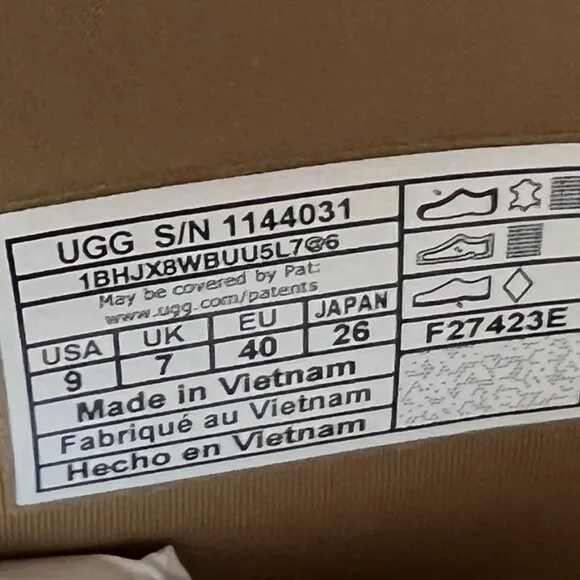 UGG S/N 1144031
1BHJX8WBUU5L7@6
May be covered by Pat:
www.ugg.com/patents
USA UK EU JAPAN
9 7 40 26
Made in Vietnam
Fabriqué au Vietnam
Hecho en Vietnam
F27423E